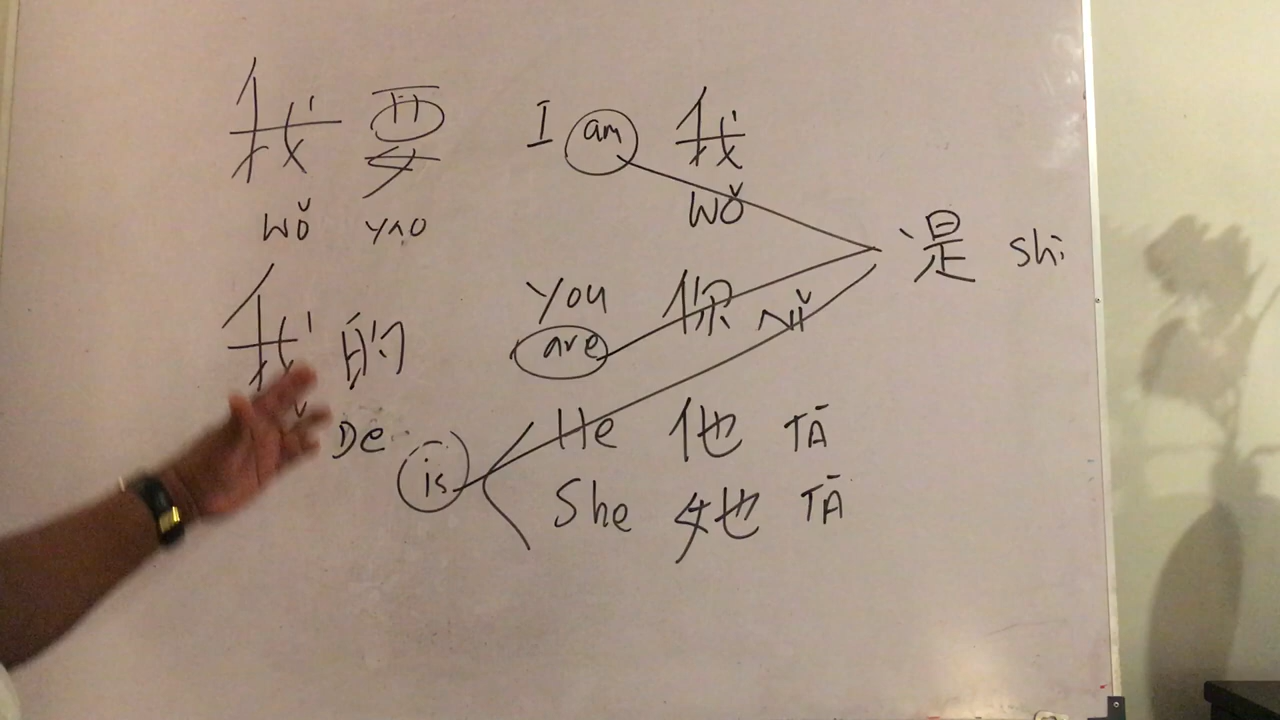 我要 I am 我
wǒ yao wǒ
是 shi
我的 You 你 Nǐ
are
De
He 他 TĀ
is
She 她 TĀ